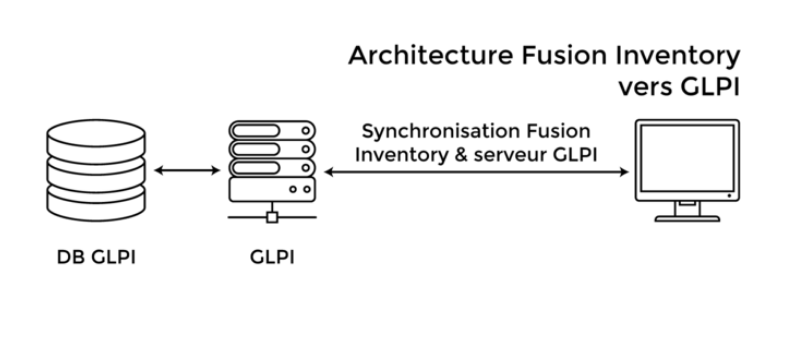 Architecture Fusion Inventory
vers GLPI
Synchronisation Fusion
Inventory & serveur GLPI
DB GLPI
GLPI